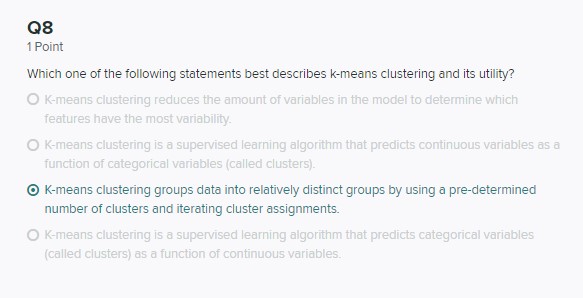 Q8
1 Point
Which one of the following statements best describes k-means clustering and its utility?
K-means clustering reduces the amount of variables in the model to determine which
features have the most variability.
K-means clustering is a supervised learning algorithm that predicts continuous variables as a
function of categorical variables (called clusters).
K-means clustering groups data into relatively distinct groups by using a pre-determined
number of clusters and iterating cluster assignments.
K-means clustering is a supervised learning algorithm that predicts categorical variables
(called clusters) as a function of continuous variables.